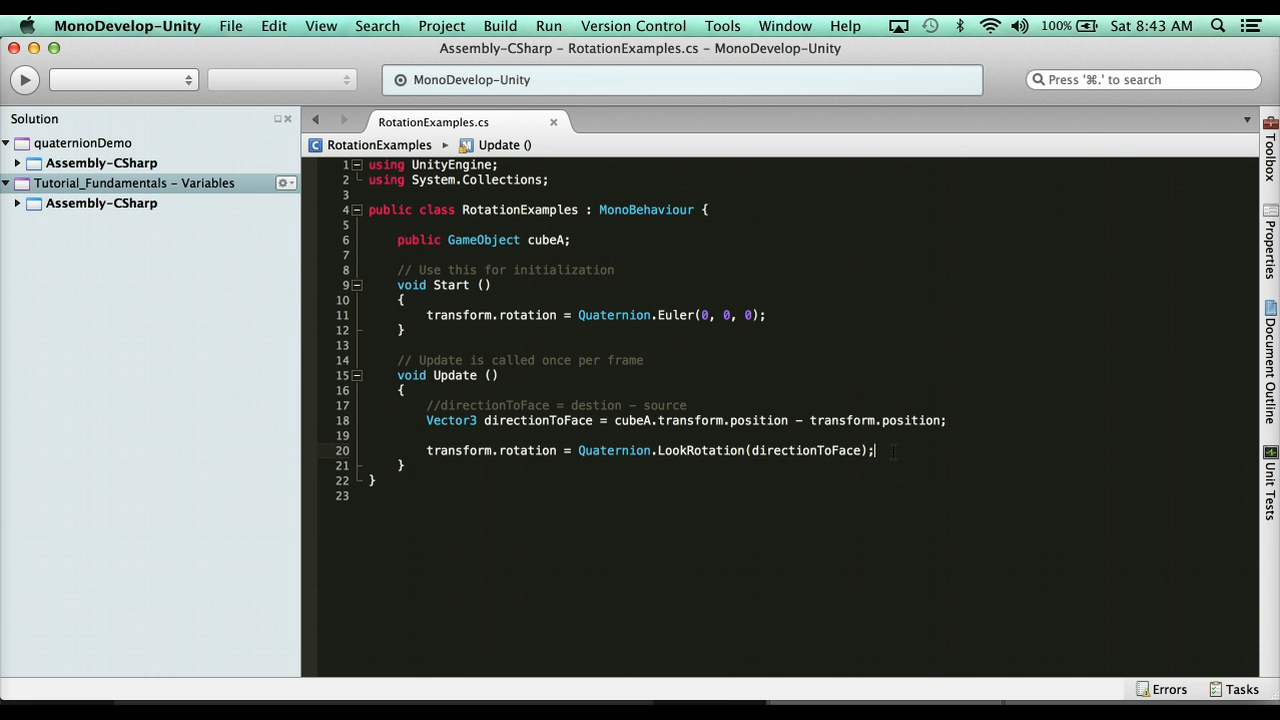 MonoDevelop-Unity File Edit View Search Project Build Run Version Control Tools Window Help 100% Sat 8:43 AM
Assembly-CSharp – RotationExamples.cs – MonoDevelop-Unity
MonoDevelop-Unity
Press '⌘.' to search
Solution
quaternionDemo
Assembly-CSharp
Tutorial_Fundamentals – Variables
Assembly-CSharp
RotationExamples.cs
RotationExamples ▸ Update ()
1 using UnityEngine;
2 using System.Collections;
3
4 public class RotationExamples : MonoBehaviour {
5
6 public GameObject cubeA;
7
8 // Use this for initialization
9 void Start ()
10 {
11 transform.rotation = Quaternion.Euler(0, 0, 0);
12 }
13
14 // Update is called once per frame
15 void Update ()
16 {
17 //directionToFace = destion - source
18 Vector3 directionToFace = cubeA.transform.position - transform.position;
19
20 transform.rotation = Quaternion.LookRotation(directionToFace);
21 }
22 }
23
Toolbox
Properties
Document Outline
Unit Tests
Errors Tasks